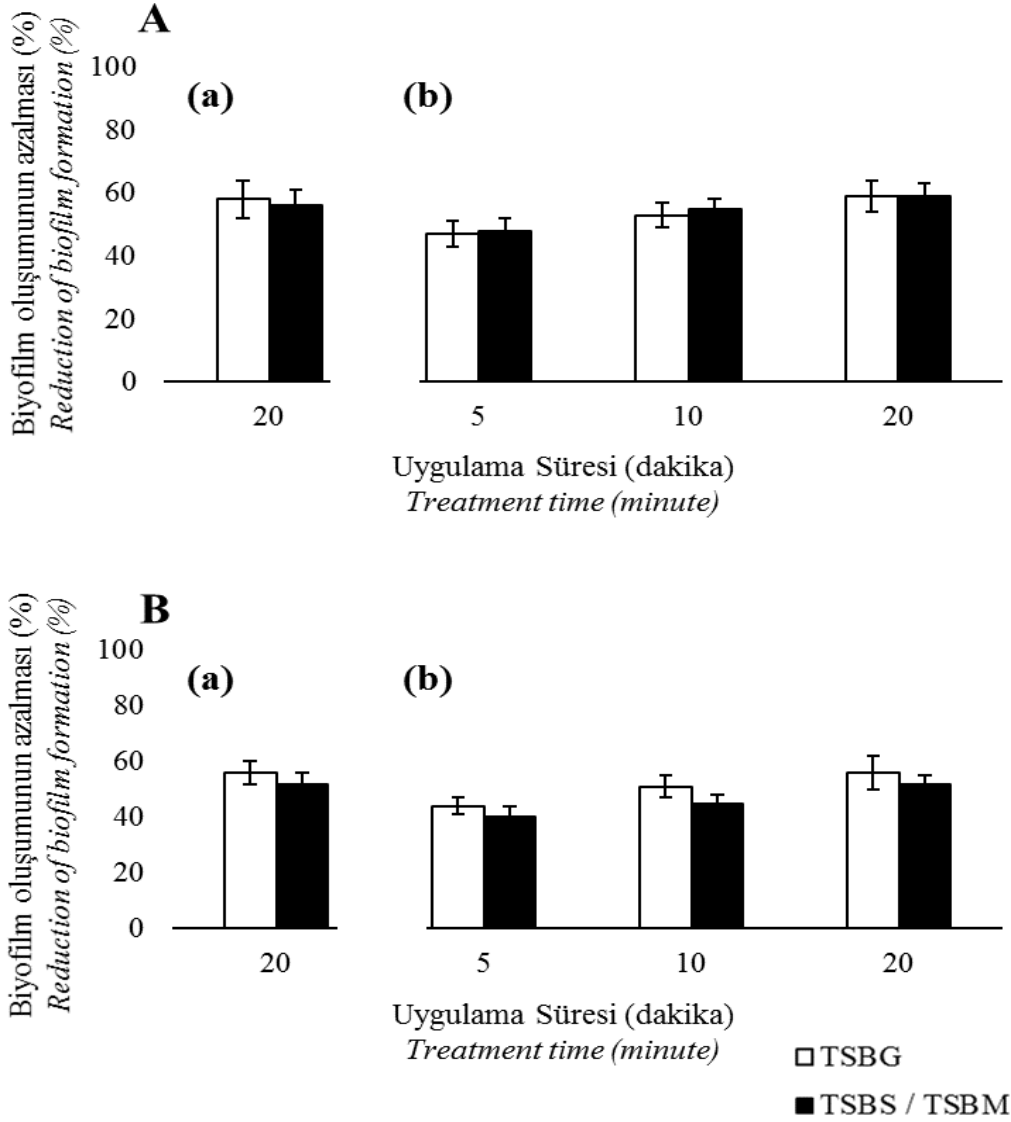 A
Biyofilm oluşumunun azalması (%)
Reduction of biofilm formation (%)
100
80
60
40
20
0
(a)
(b)
20
5
10
20
Uygulama Süresi (dakika)
Treatment time (minute)
B
Biyofilm oluşumunun azalması (%)
Reduction of biofilm formation (%)
100
80
60
40
20
0
(a)
(b)
20
5
10
20
Uygulama Süresi (dakika)
Treatment time (minute)
TSBG
TSBS / TSBM